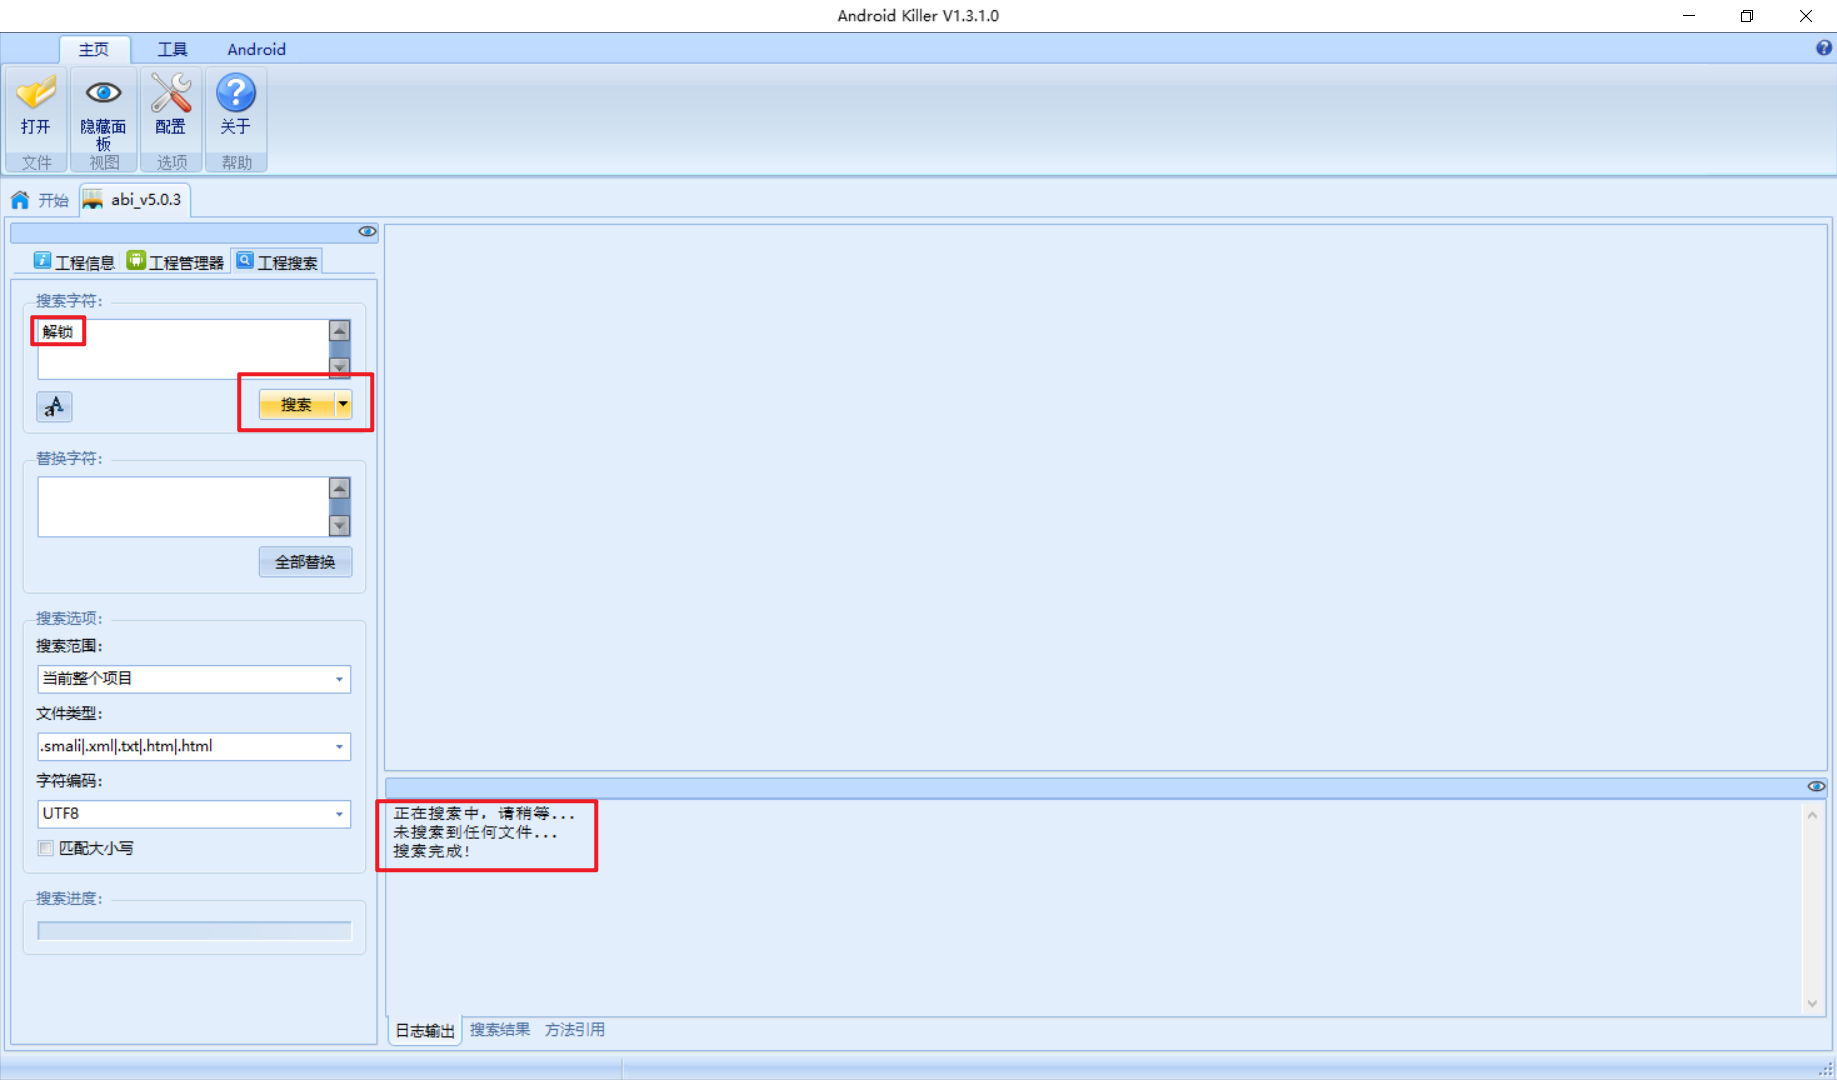 Android Killer V1.3.1.0
主页
工具
Android
打开
隐藏面板
配置
关于
文件
视图
选项
帮助
开始
abi_v5.0.3
工程信息
工程管理器
工程搜索
搜索字符:
解锁
aA
搜索
替换字符:
全部替换
搜索选项:
搜索范围:
当前整个项目
文件类型:
.smali|.xml|.txt|.htm|.html
字符编码:
UTF8
匹配大小写
搜索进度:
正在搜索中，请稍等...
未搜索到任何文件...
搜索完成!
日志输出
搜索结果
方法引用